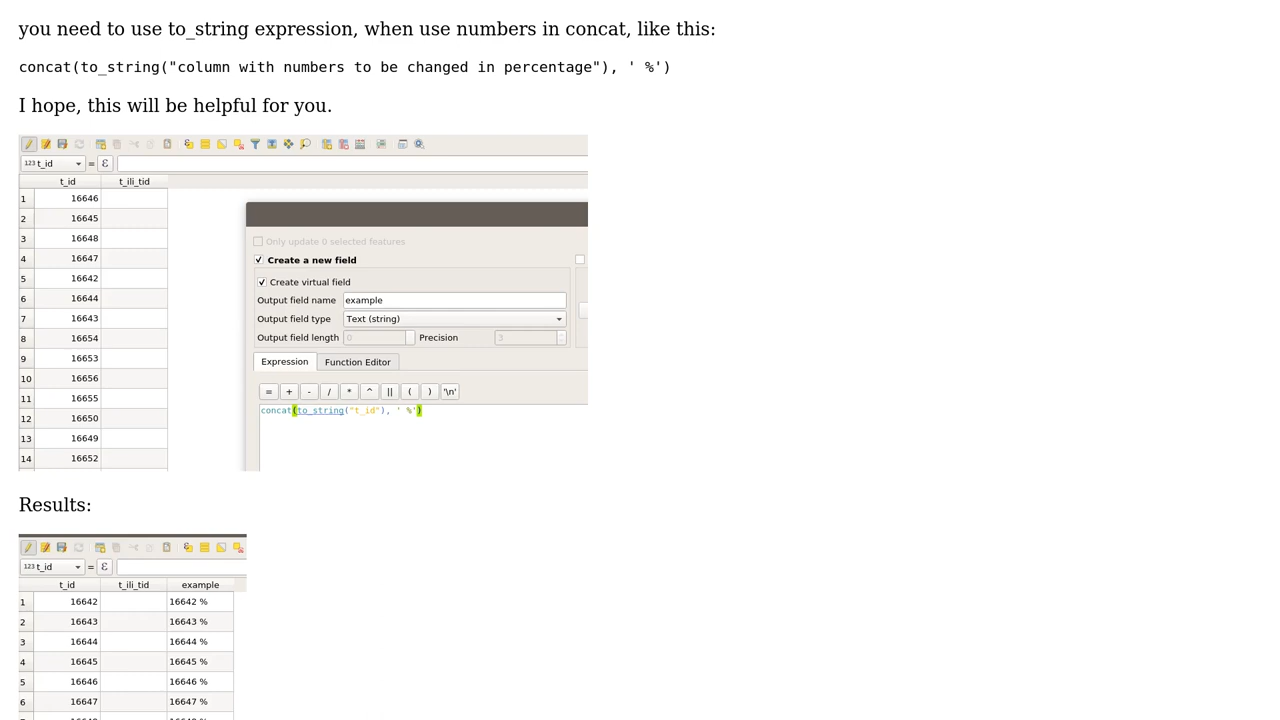 you need to use to_string expression, when use numbers in concat, like this:
concat(to_string("column with numbers to be changed in percentage"), ' %')
I hope, this will be helpful for you.
123 t_id = ε
t_id t_ili_tid
1 16646
2 16645
3 16648
4 16647
5 16642
6 16644
7 16643
8 16654
9 16653
10 16656
11 16655
12 16650
13 16649
14 16652
Only update 0 selected features
Create a new field
Create virtual field
Output field name example
Output field type Text (string)
Output field length 0 Precision 3
Expression Function Editor
= + - / * ^ || ( ) '\n'
concat(to_string("t_id"), ' %')
Results:
123 t_id = ε
t_id t_ili_tid example
1 16642 16642 %
2 16643 16643 %
3 16644 16644 %
4 16645 16645 %
5 16646 16646 %
6 16647 16647 %